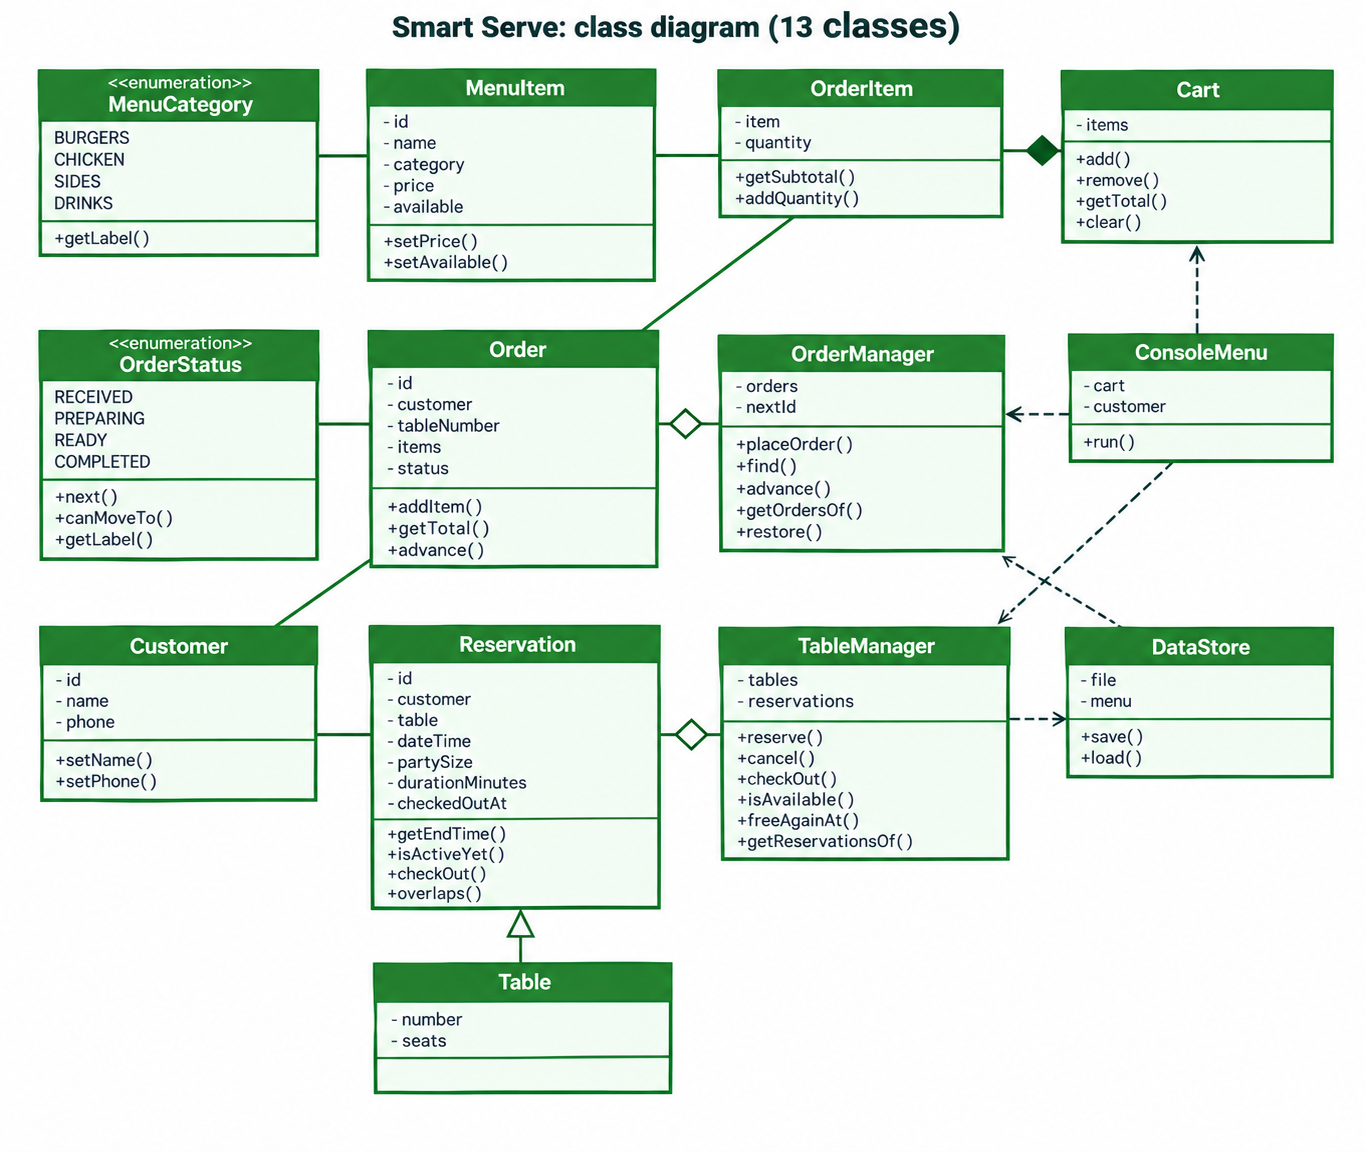 Smart Serve: class diagram (13 classes)
<<enumeration>>
MenuCategory
BURGERS
CHICKEN
SIDES
DRINKS
+getLabel()
MenuItem
- id
- name
- category
- price
- available
+setPrice()
+setAvailable()
OrderItem
- item
- quantity
+getSubtotal()
+addQuantity()
Cart
- items
+add()
+remove()
+getTotal()
+clear()
<<enumeration>>
OrderStatus
RECEIVED
PREPARING
READY
COMPLETED
+next()
+canMoveTo()
+getLabel()
Order
- id
- customer
- tableNumber
- items
- status
+addItem()
+getTotal()
+advance()
OrderManager
- orders
- nextId
+placeOrder()
+find()
+advance()
+getOrdersOf()
+restore()
ConsoleMenu
- cart
- customer
+run()
Customer
- id
- name
- phone
+setName()
+setPhone()
Reservation
- id
- customer
- table
- dateTime
- partySize
- durationMinutes
- checkedOutAt
+getEndTime()
+isActiveYet()
+checkOut()
+overlaps()
TableManager
- tables
- reservations
+reserve()
+cancel()
+checkOut()
+isAvailable()
+freeAgainAt()
+getReservationsOf()
DataStore
- file
- menu
+save()
+load()
Table
- number
- seats